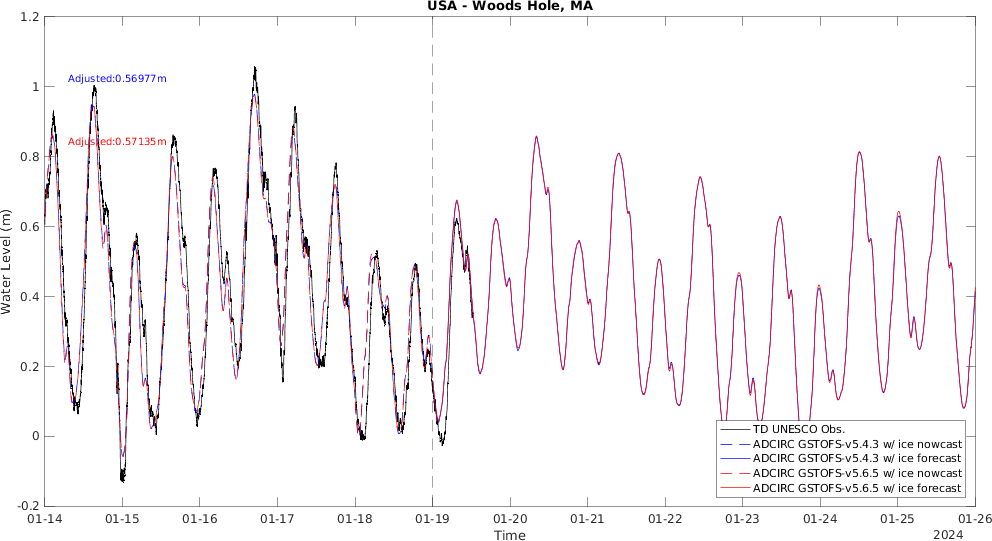 USA - Woods Hole, MA
1.2
1
0.8
0.6
0.4
0.2
0
-0.2
Water Level (m)
Adjusted:0.56977m
Adjusted:0.57135m
TD UNESCO Obs.
ADCIRC GSTOFS-v5.4.3 w/ ice nowcast
ADCIRC GSTOFS-v5.4.3 w/ ice forecast
ADCIRC GSTOFS-v5.6.5 w/ ice nowcast
ADCIRC GSTOFS-v5.6.5 w/ ice forecast
01-14 01-15 01-16 01-17 01-18 01-19 01-20 01-21 01-22 01-23 01-24 01-25 01-26
Time
2024